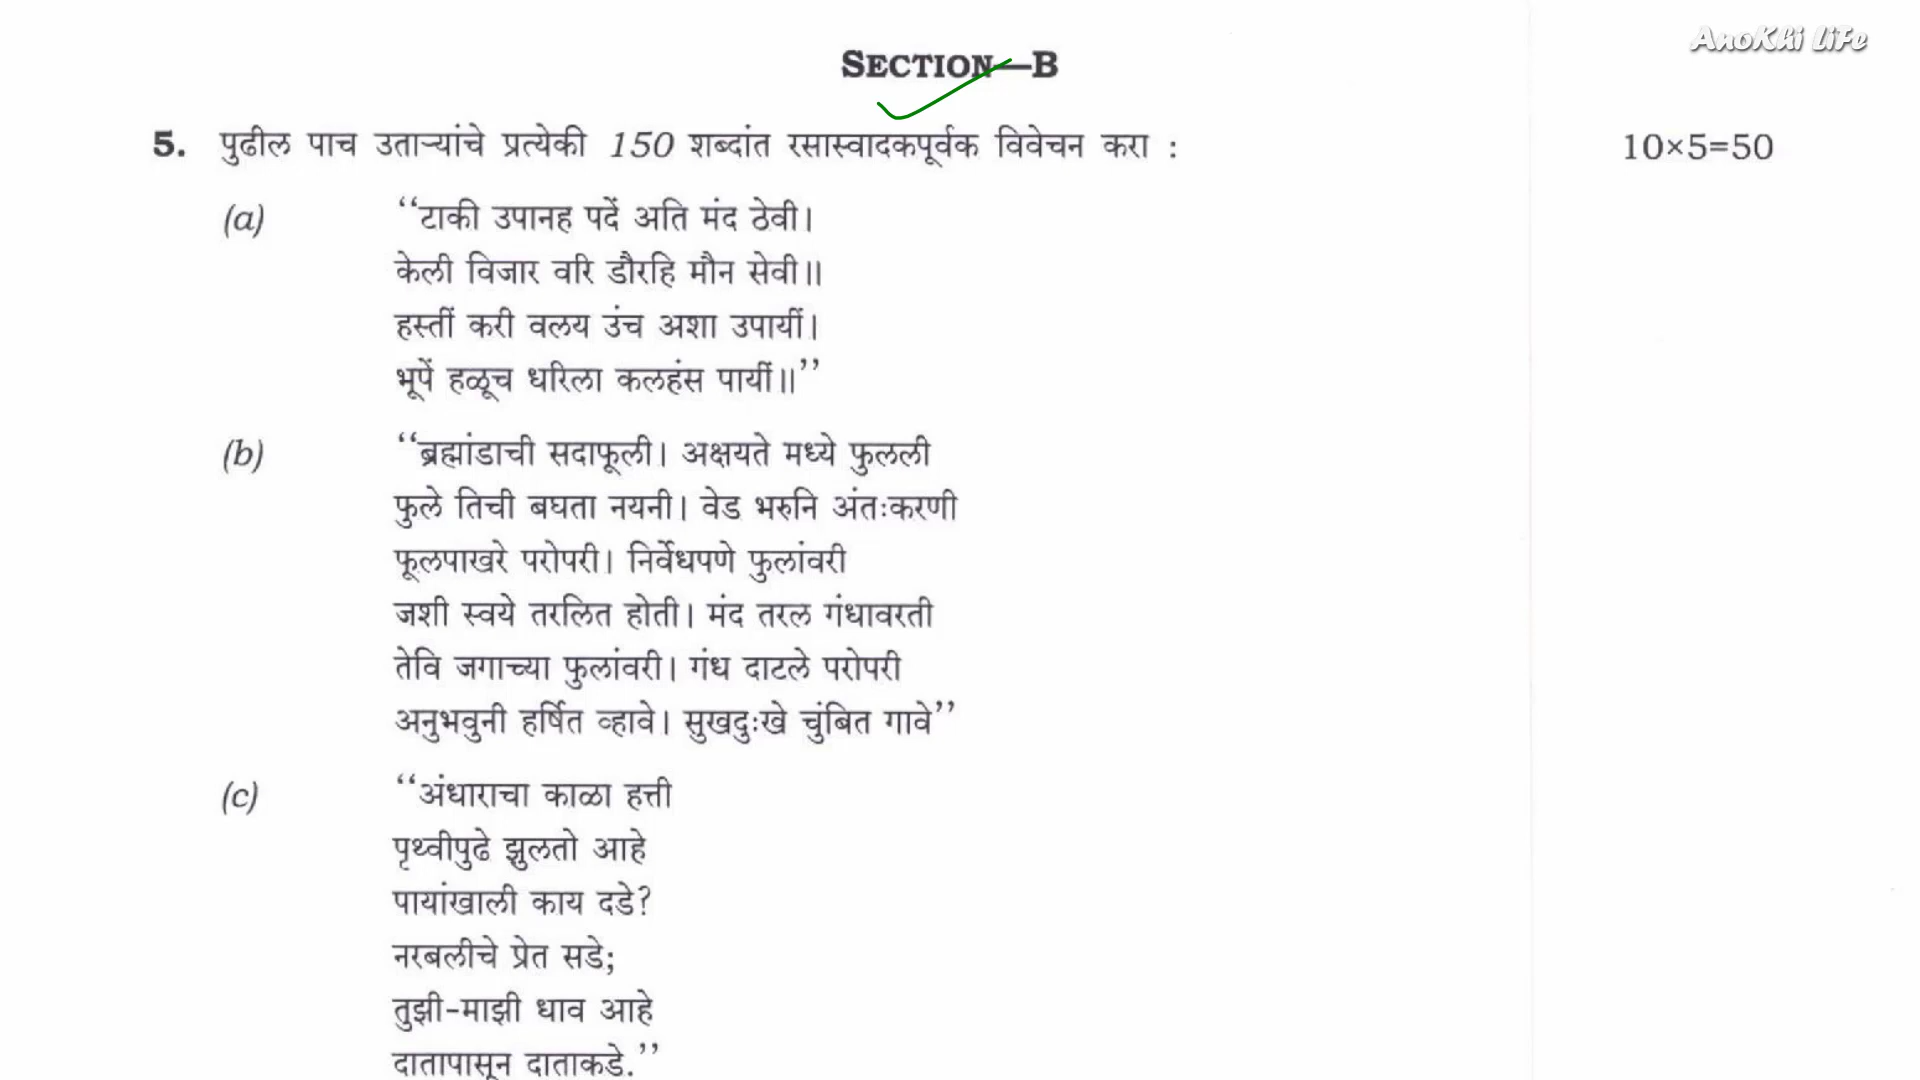 AnoKhi LiFe
SECTION—B
5. पुढील पाच उताऱ्यांचे प्रत्येकी 150 शब्दांत रसास्वादकपूर्वक विवेचन करा : 10×5=50
(a) ‘‘टाकी उपानह पदें अति मंद ठेवी।
केली विजार वरि डौरहि मौन सेवी॥
हस्तीं करी वलय उंच अशा उपायीं।
भूपें हळूच धरिला कलहंस पायीं॥’’
(b) ‘‘ब्रह्मांडाची सदाफूली। अक्षयते मध्ये फुलली
फुले तिची बघता नयनी। वेड भरुनि अंतःकरणी
फूलपाखरे परोपरी। निर्वेधपणे फुलांवरी
जशी स्वये तरलित होती। मंद तरल गंधावरती
तेवि जगाच्या फुलांवरी। गंध दाटले परोपरी
अनुभवुनी हर्षित व्हावे। सुखदुःखे चुंबित गावे’’
(c) ‘‘अंधाराचा काळा हत्ती
पृथ्वीपुढे झुलतो आहे
पायांखाली काय दडे?
नरबलीचे प्रेत सडे;
तुझी-माझी धाव आहे
दातापासून दाताकडे.’’